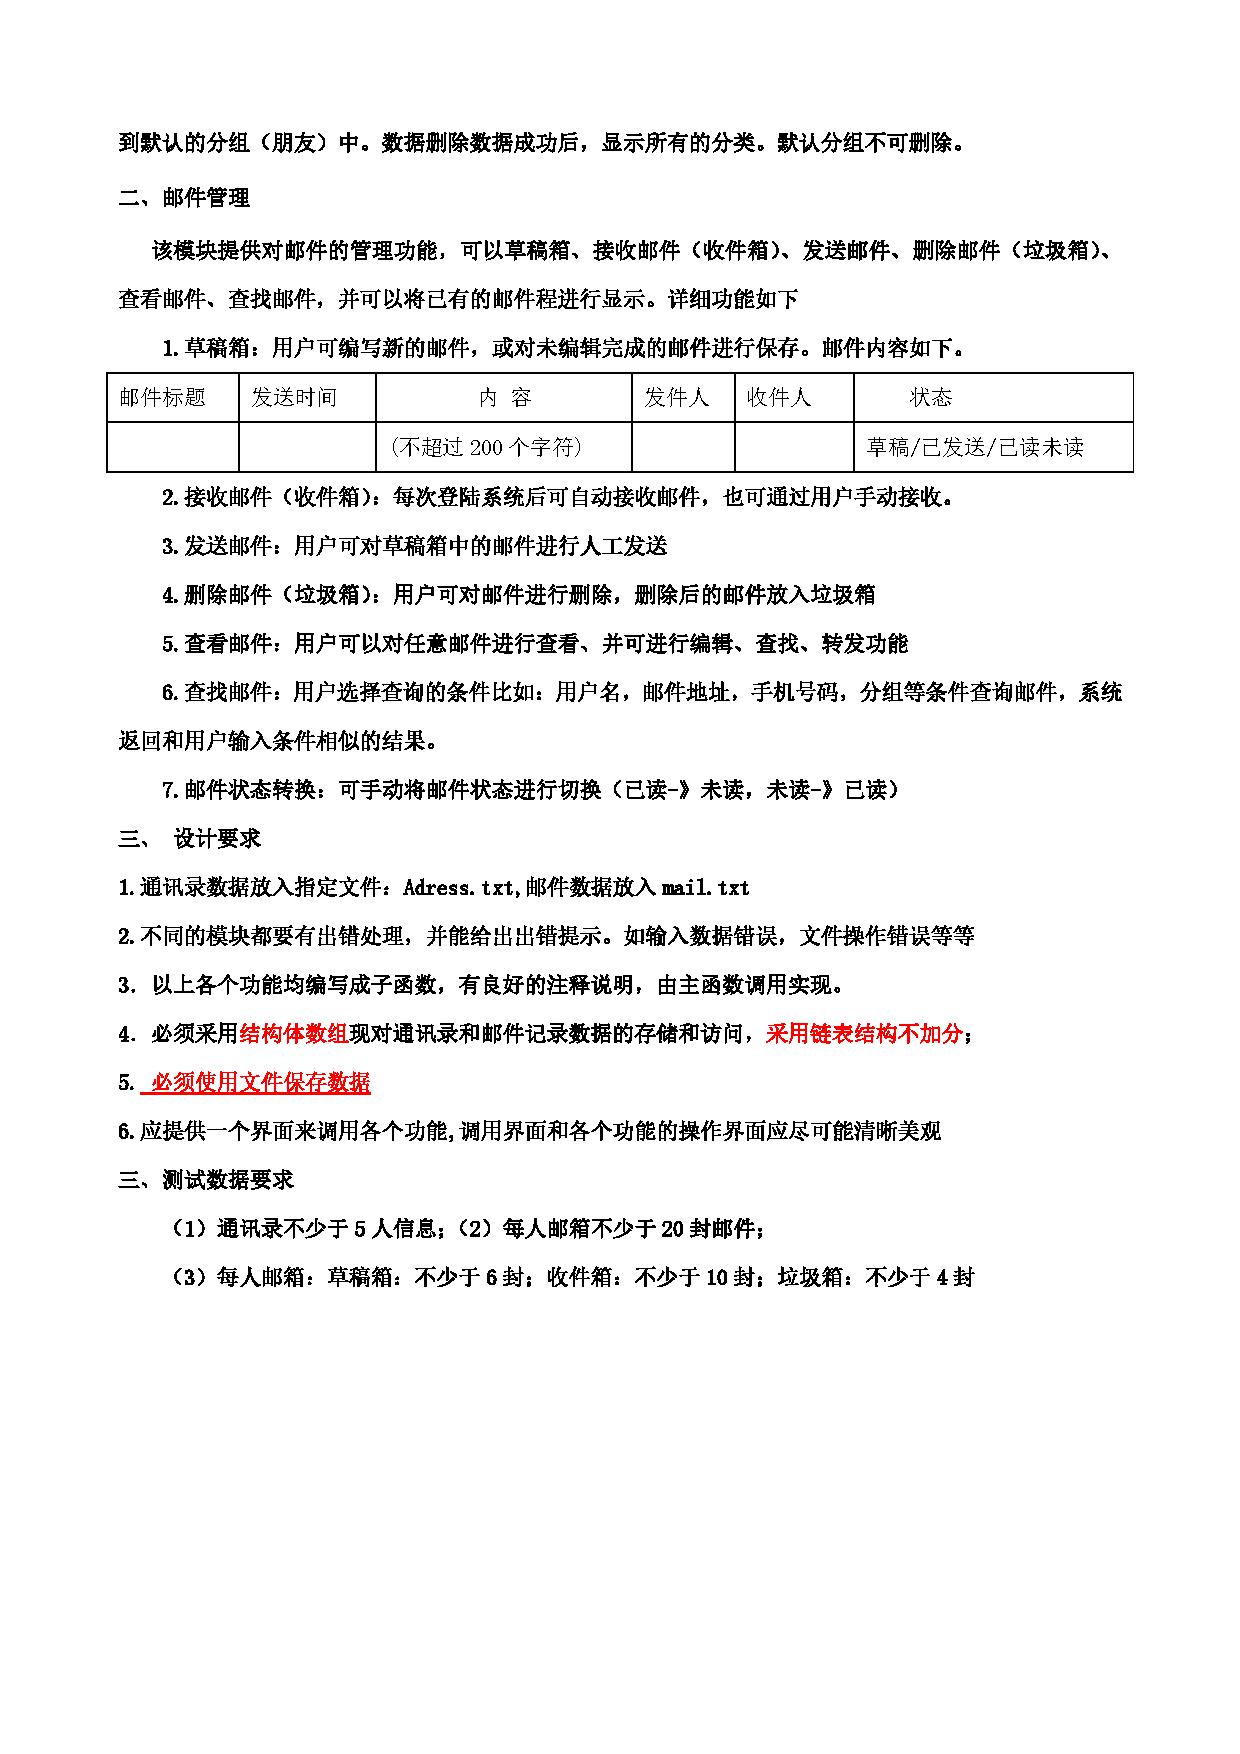 到默认的分组（朋友）中。数据删除数据成功后，显示所有的分类。默认分组不可删除。
二、邮件管理
该模块提供对邮件的管理功能，可以草稿箱、接收邮件（收件箱）、发送邮件、删除邮件（垃圾箱）、
查看邮件、查找邮件，并可以将已有的邮件程进行显示。详细功能如下
1.草稿箱：用户可编写新的邮件，或对未编辑完成的邮件进行保存。邮件内容如下。
邮件标题 发送时间 内 容 发件人 收件人 状态
(不超过 200 个字符) 草稿/已发送/已读未读
2.接收邮件（收件箱）：每次登陆系统后可自动接收邮件，也可通过用户手动接收。
3.发送邮件：用户可对草稿箱中的邮件进行人工发送
4.删除邮件（垃圾箱）：用户可对邮件进行删除，删除后的邮件放入垃圾箱
5.查看邮件：用户可以对任意邮件进行查看、并可进行编辑、查找、转发功能
6.查找邮件：用户选择查询的条件比如：用户名，邮件地址，手机号码，分组等条件查询邮件，系统
返回和用户输入条件相似的结果。
7.邮件状态转换：可手动将邮件状态进行切换（已读-》未读，未读-》已读）
三、 设计要求
1.通讯录数据放入指定文件：Adress.txt,邮件数据放入 mail.txt
2.不同的模块都要有出错处理，并能给出出错提示。如输入数据错误，文件操作错误等等
3. 以上各个功能均编写成子函数，有良好的注释说明，由主函数调用实现。
4. 必须采用结构体数组现对通讯录和邮件记录数据的存储和访问，采用链表结构不加分；
5. 必须使用文件保存数据
6.应提供一个界面来调用各个功能,调用界面和各个功能的操作界面应尽可能清晰美观
三、测试数据要求
（1）通讯录不少于 5 人信息；（2）每人邮箱不少于 20 封邮件；
（3）每人邮箱：草稿箱：不少于 6 封；收件箱：不少于 10 封；垃圾箱：不少于 4 封